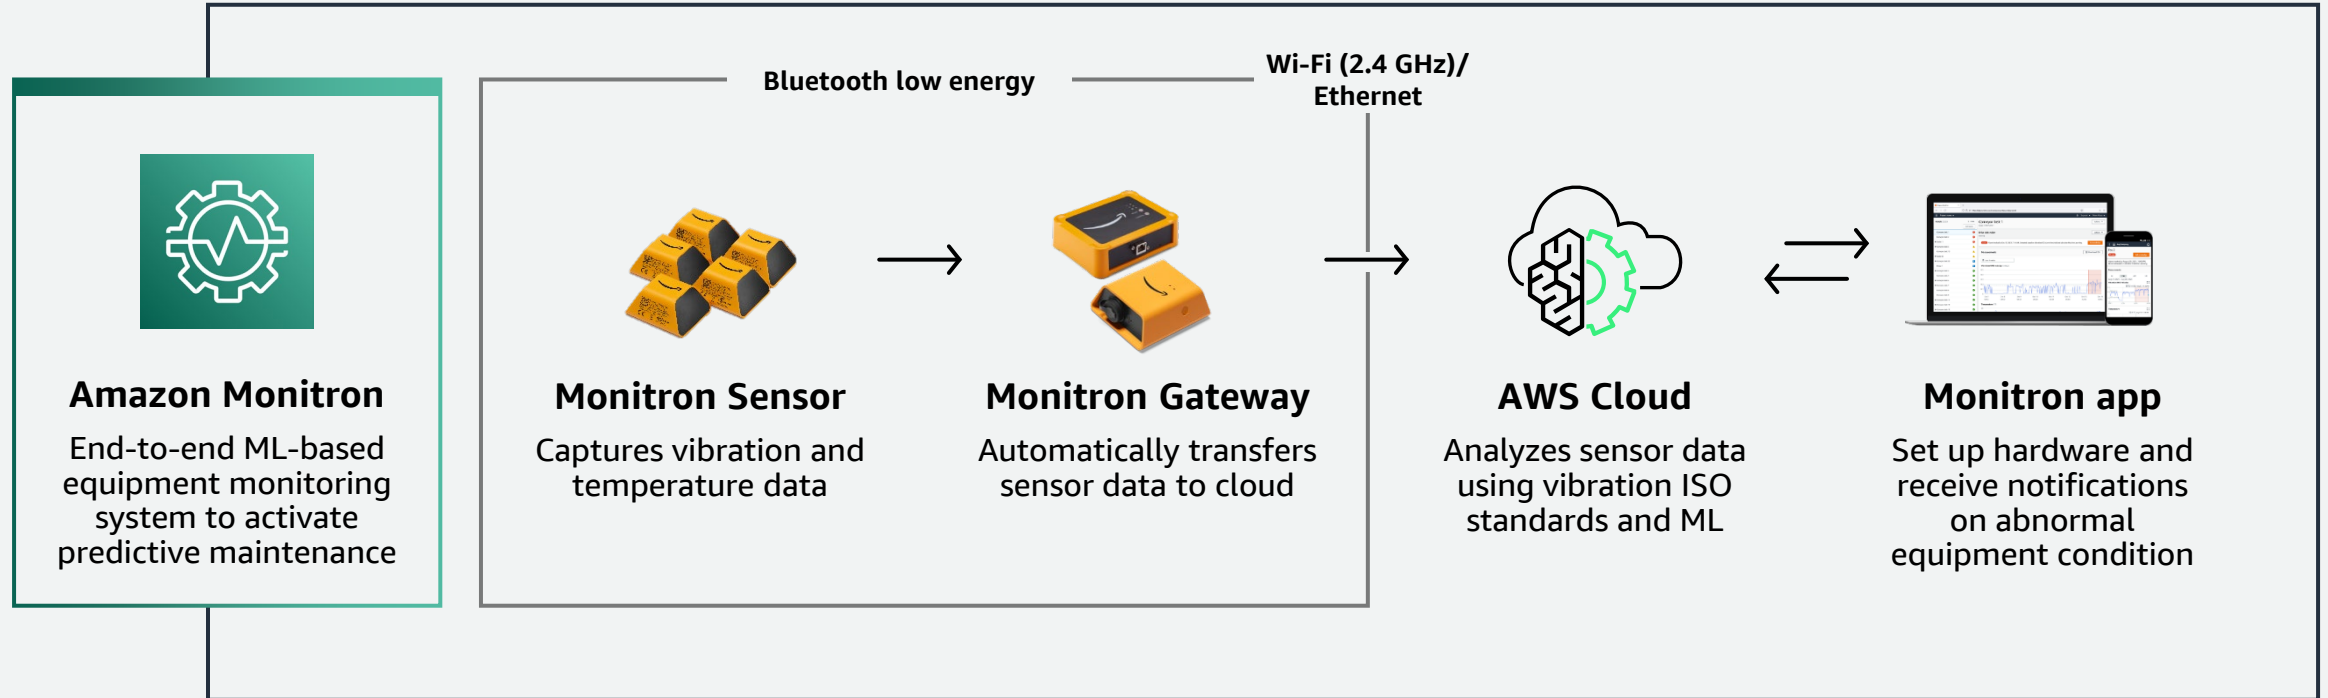 Bluetooth low energy
Wi-Fi (2.4 GHz)/
Ethernet
Amazon Monitron
End-to-end ML-based
equipment monitoring
system to activate
predictive maintenance
Monitron Sensor
Captures vibration and
temperature data
Monitron Gateway
Automatically transfers
sensor data to cloud
AWS Cloud
Analyzes sensor data
using vibration ISO
standards and ML
Monitron app
Set up hardware and
receive notifications
on abnormal
equipment condition